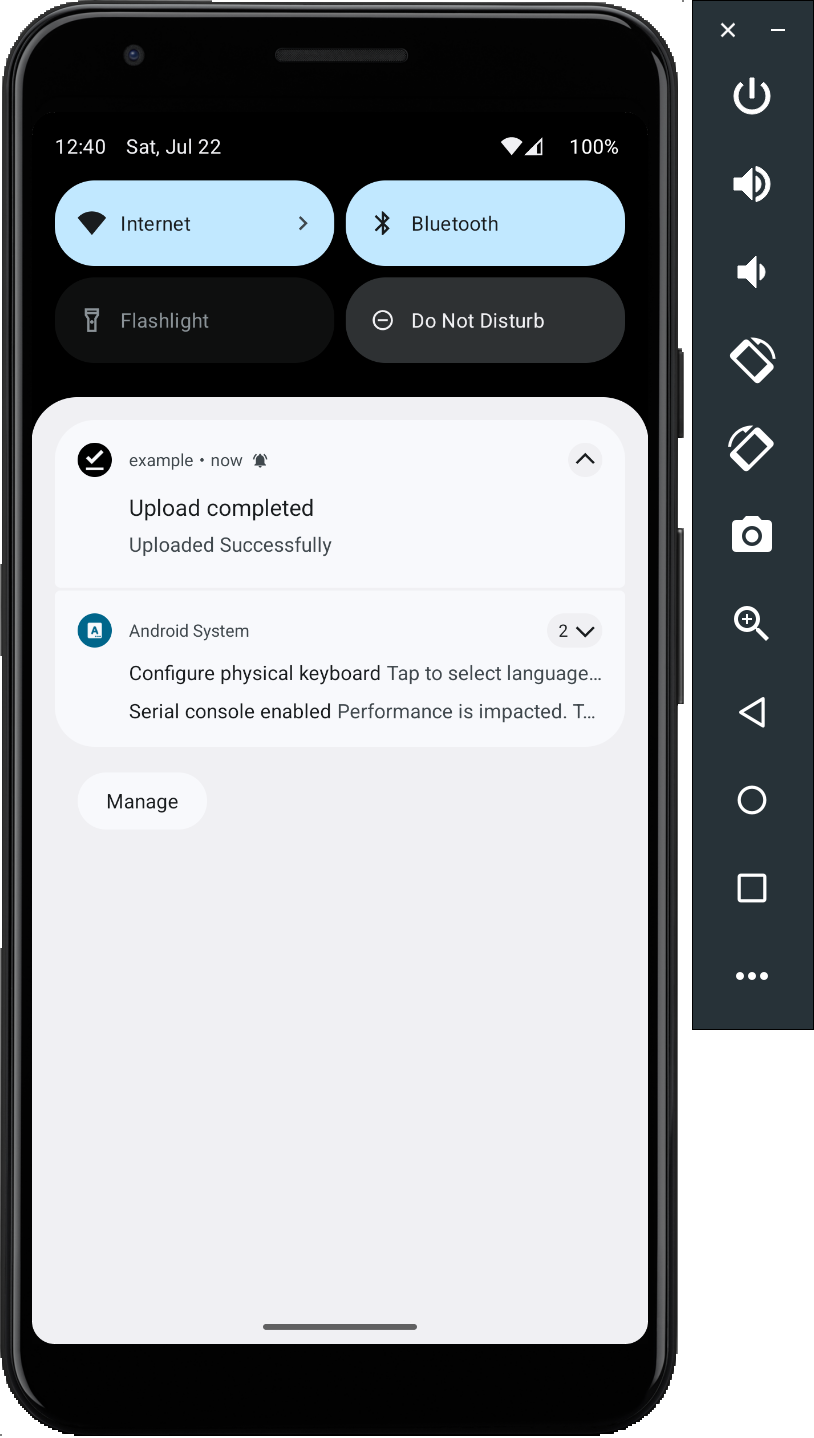 12:40 Sat, Jul 22 100%
Internet Bluetooth
Flashlight Do Not Disturb
example • now
Upload completed
Uploaded Successfully
Android System 2
Configure physical keyboard Tap to select language…
Serial console enabled Performance is impacted. T…
Manage